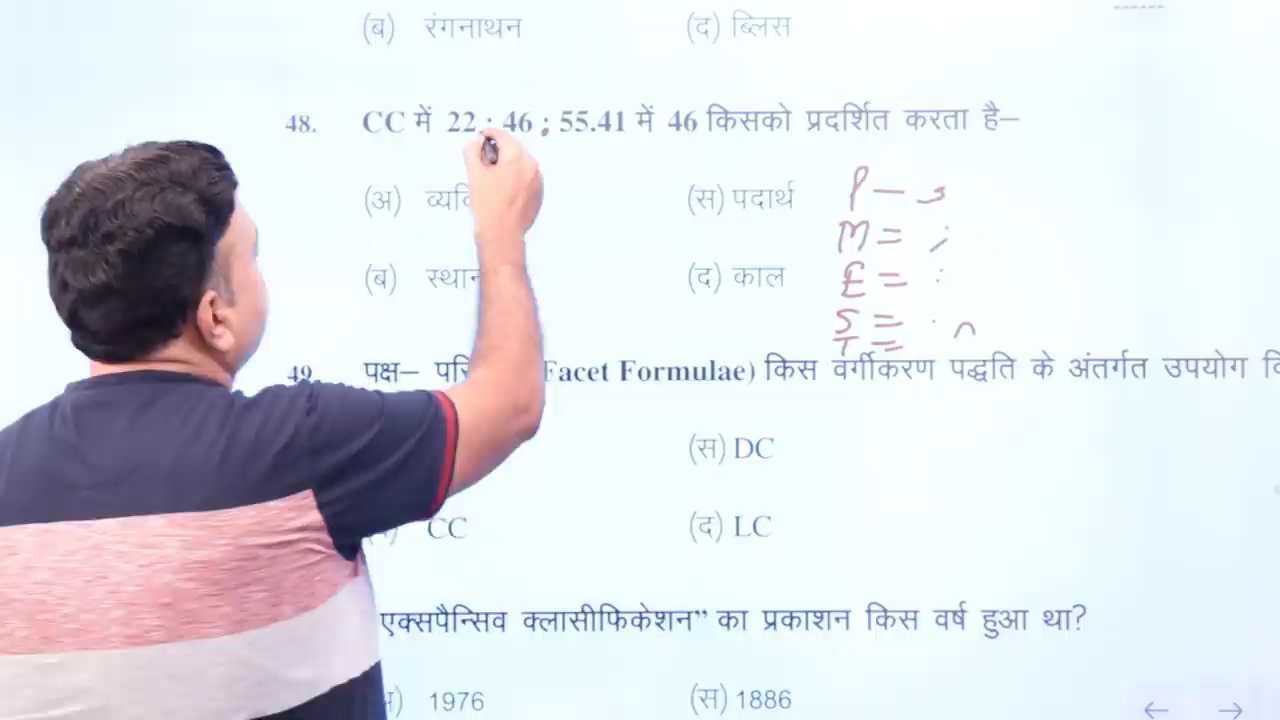 (ब) रंगनाथन (द) ब्लिस
48. CC में 22 : 46 ; 55.41 में 46 किसको प्रदर्शित करता है–
(अ) (स) पदार्थ
P – ,
M = ;
(ब) स्थान (द) काल
E = :
S = .
T =
49. पक्ष– Facet Formulae) किस वर्गीकरण पद्धति के अंतर्गत उपयोग
(स) DC
CC (द) LC
एक्सपैन्सिव क्लासीफिकेशन” का प्रकाशन किस वर्ष हुआ था?
1976 (स) 1886